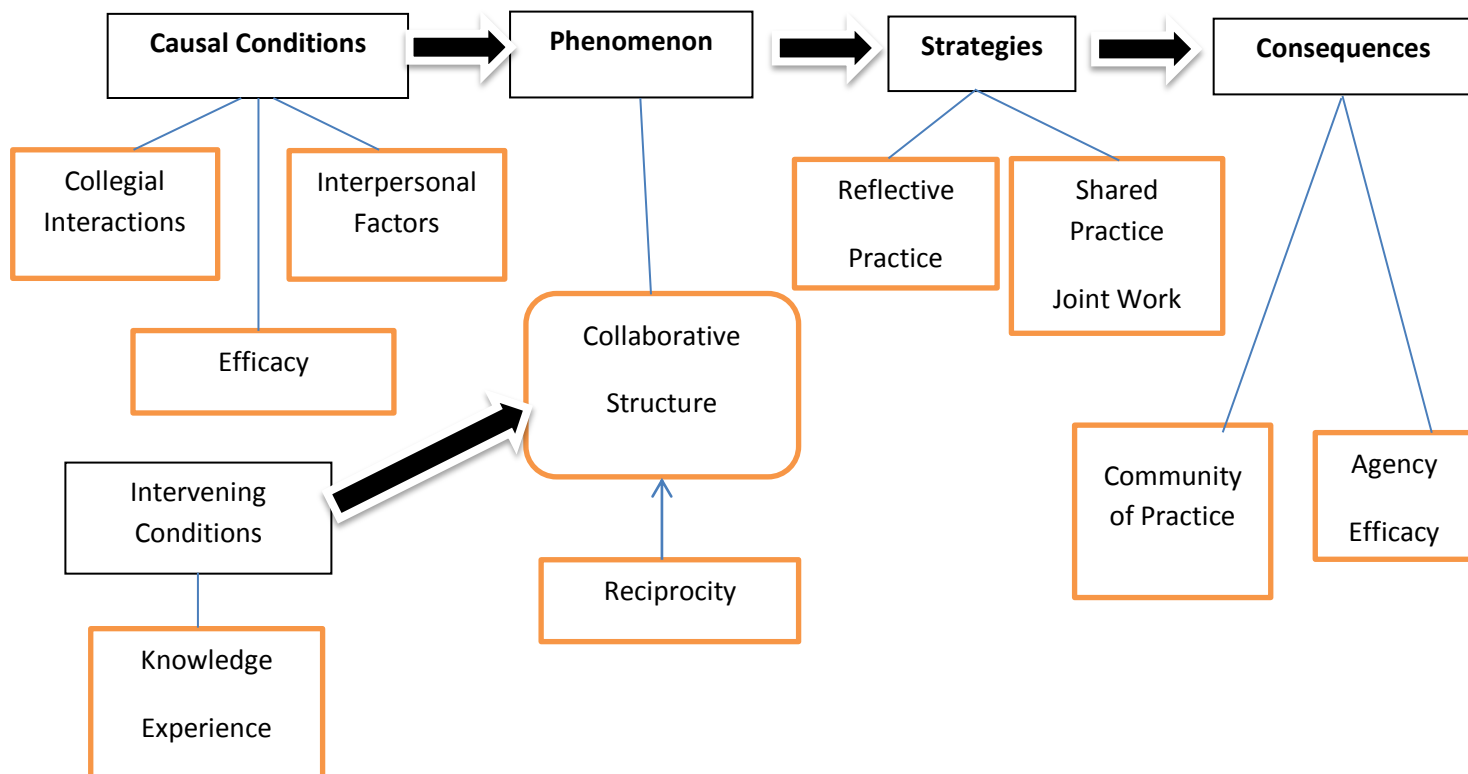 Causal Conditions
Phenomenon
Strategies
Consequences
Collegial
Interactions
Interpersonal
Factors
Efficacy
Reflective
Practice
Shared
Practice
Joint Work
Collaborative
Structure
Intervening
Conditions
Knowledge
Experience
Reciprocity
Community
of Practice
Agency
Efficacy